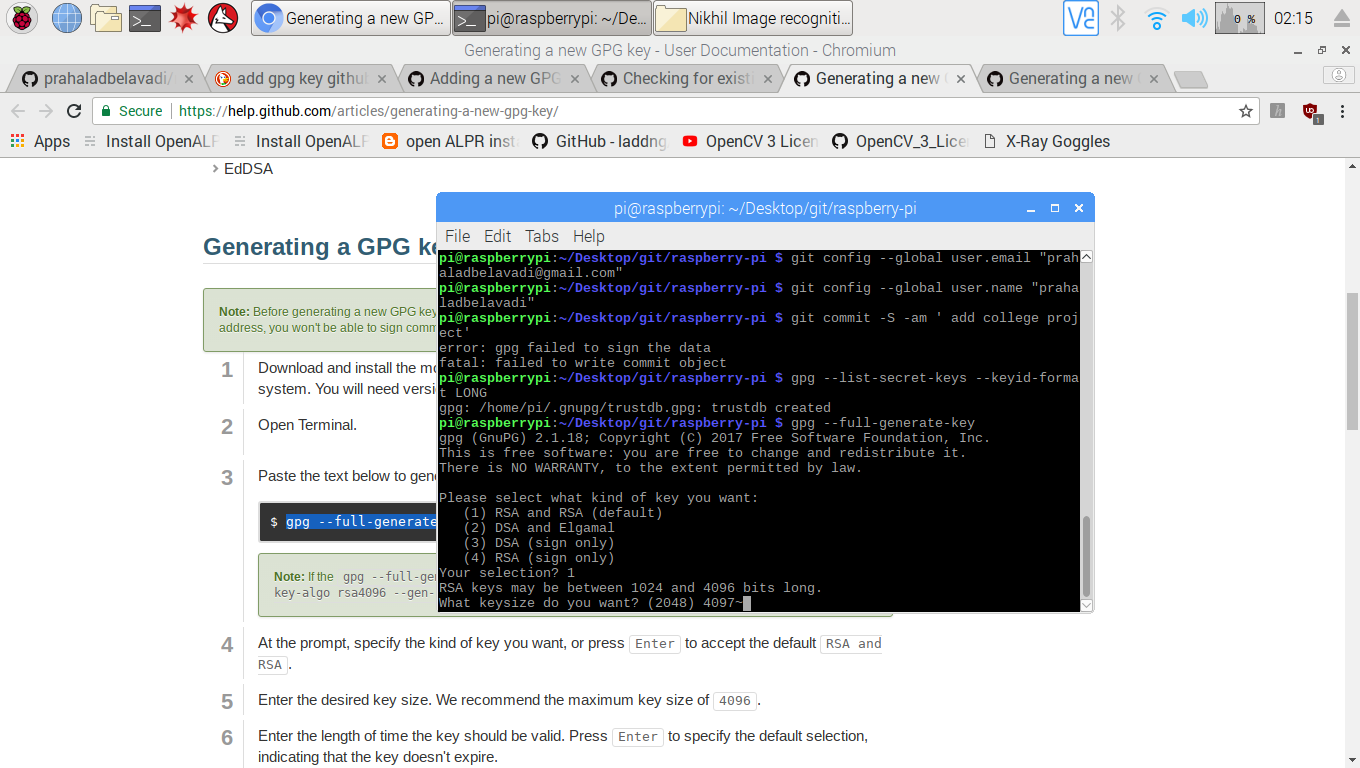 Generating a new GP...
pi@raspberrypi: ~/De...
Nikhil Image recogniti...
0 %
02:15
Generating a new GPG key - User Documentation - Chromium
prahaladbelavadi/
add gpg key githu
Adding a new GPG
Checking for exist
Generating a new
Generating a new
Secure
https://help.github.com/articles/generating-a-new-gpg-key/
Apps
Install OpenALP
Install OpenALP
open ALPR inst
GitHub - laddng
OpenCV 3 Licen
OpenCV_3_Lice
X-Ray Goggles
EdDSA
Generating a GPG ke
Note: Before generating a new GPG key
address, you won't be able to sign comm
1 Download and install the mo
system. You will need versi
2 Open Terminal.
3 Paste the text below to gen
$ gpg --full-generate
Note: If the gpg --full-ge
key-algo rsa4096 --gen-
pi@raspberrypi: ~/Desktop/git/raspberry-pi
File Edit Tabs Help
pi@raspberrypi:~/Desktop/git/raspberry-pi $ git config --global user.email "prah
aladbelavadi@gmail.com"
pi@raspberrypi:~/Desktop/git/raspberry-pi $ git config --global user.name "praha
ladbelavadi"
pi@raspberrypi:~/Desktop/git/raspberry-pi $ git commit -S -am ' add college proj
ect'
error: gpg failed to sign the data
fatal: failed to write commit object
pi@raspberrypi:~/Desktop/git/raspberry-pi $ gpg --list-secret-keys --keyid-forma
t LONG
gpg: /home/pi/.gnupg/trustdb.gpg: trustdb created
pi@raspberrypi:~/Desktop/git/raspberry-pi $ gpg --full-generate-key
gpg (GnuPG) 2.1.18; Copyright (C) 2017 Free Software Foundation, Inc.
This is free software: you are free to change and redistribute it.
There is NO WARRANTY, to the extent permitted by law.
Please select what kind of key you want:
(1) RSA and RSA (default)
(2) DSA and Elgamal
(3) DSA (sign only)
(4) RSA (sign only)
Your selection? 1
RSA keys may be between 1024 and 4096 bits long.
What keysize do you want? (2048) 4097~
4 At the prompt, specify the kind of key you want, or press Enter to accept the default RSA and
RSA .
5 Enter the desired key size. We recommend the maximum key size of 4096 .
6 Enter the length of time the key should be valid. Press Enter to specify the default selection,
indicating that the key doesn't expire.